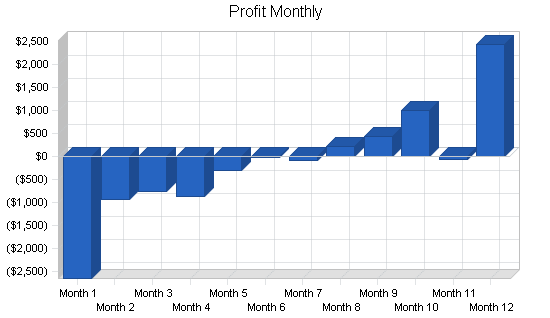 Profit Monthly
$2,500
$2,000
$1,500
$1,000
$500
$0
($500)
($1,000)
($1,500)
($2,000)
($2,500)
Month 1
Month 2
Month 3
Month 4
Month 5
Month 6
Month 7
Month 8
Month 9
Month 10
Month 11
Month 12